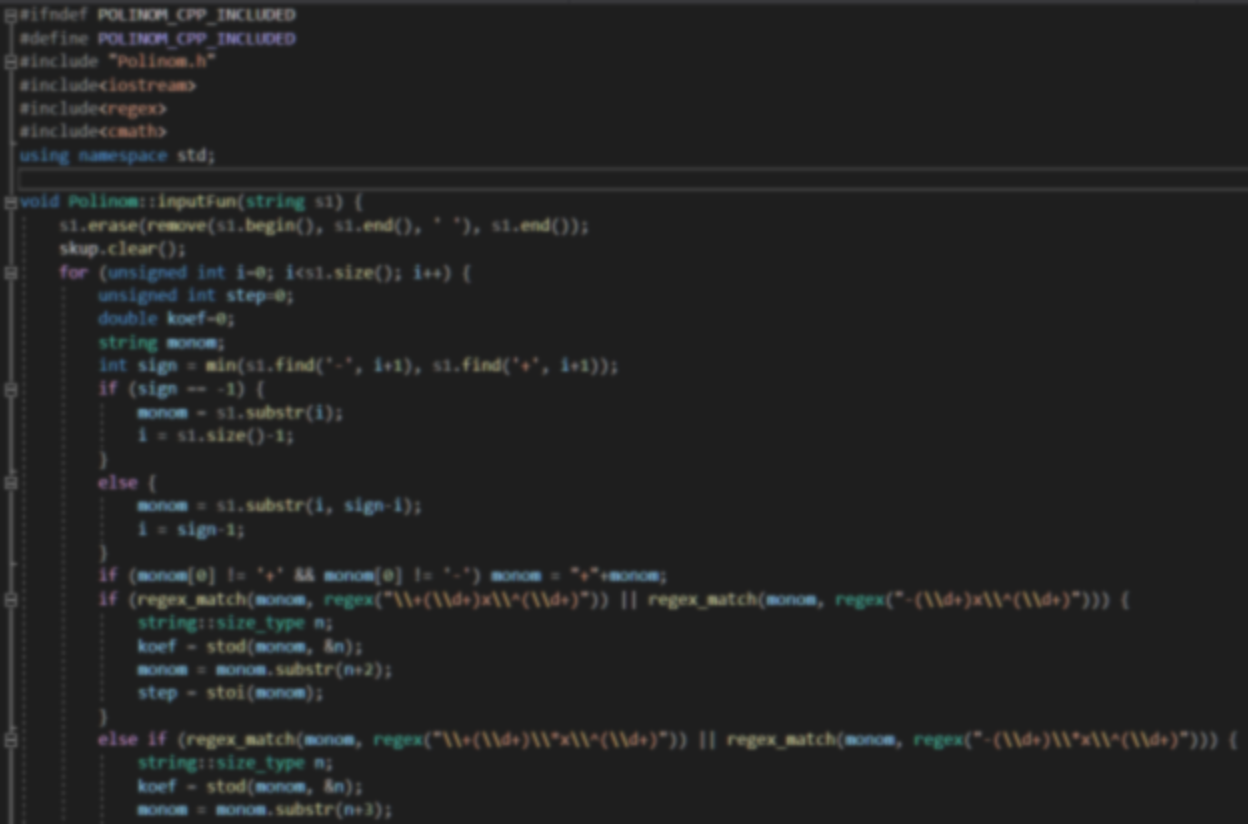 #ifndef POLINOM_CPP_INCLUDED
#define POLINOM_CPP_INCLUDED
#include "Polinom.h"
#include<iostream>
#include<regex>
#include<cmath>
using namespace std;
void Polinom::inputFun(string s1) {
s1.erase(remove(s1.begin(), s1.end(), ' '), s1.end());
skup.clear();
for (unsigned int i=0; i<s1.size(); i++) {
unsigned int step=0;
double koef=0;
string monom;
int sign = min(s1.find('-', i+1), s1.find('+', i+1));
if (sign == -1) {
monom = s1.substr(i);
i = s1.size()-1;
}
else {
monom = s1.substr(i, sign-i);
i = sign-1;
}
if (monom[0] != '+' && monom[0] != '-') monom = "+"+monom;
if (regex_match(monom, regex("\\+(\\d+)x\\^(\\d+)")) || regex_match(monom, regex("-(\\d+)x\\^(\\d+)"))) {
string::size_type n;
koef = stod(monom, &n);
monom = monom.substr(n+2);
step = stoi(monom);
}
else if (regex_match(monom, regex("\\+(\\d+)\\*x\\^(\\d+)")) || regex_match(monom, regex("-(\\d+)\\*x\\^(\\d+)"))) {
string::size_type n;
koef = stod(monom, &n);
monom = monom.substr(n+3);